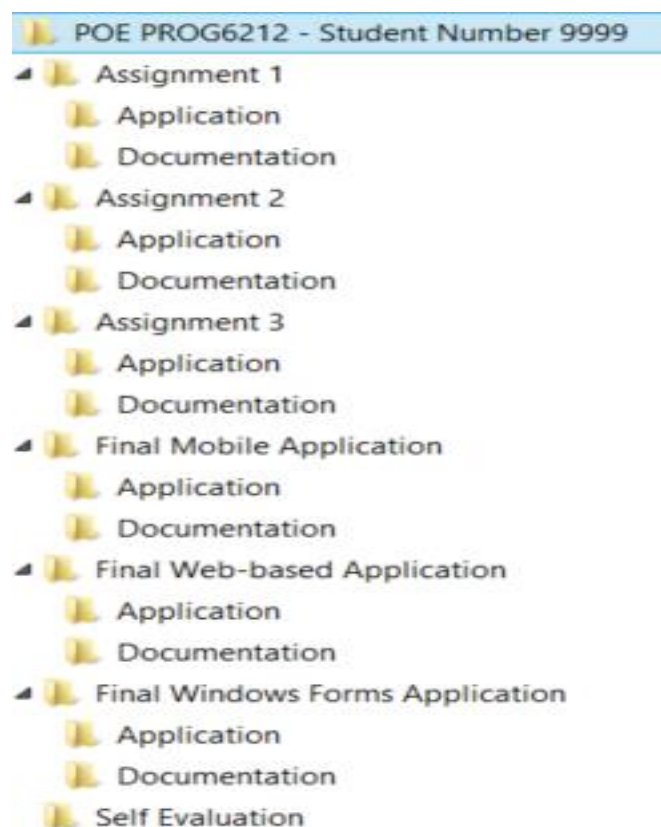 POE PROG6212 - Student Number 9999
Assignment 1
Application
Documentation
Assignment 2
Application
Documentation
Assignment 3
Application
Documentation
Final Mobile Application
Application
Documentation
Final Web-based Application
Application
Documentation
Final Windows Forms Application
Application
Documentation
Self Evaluation